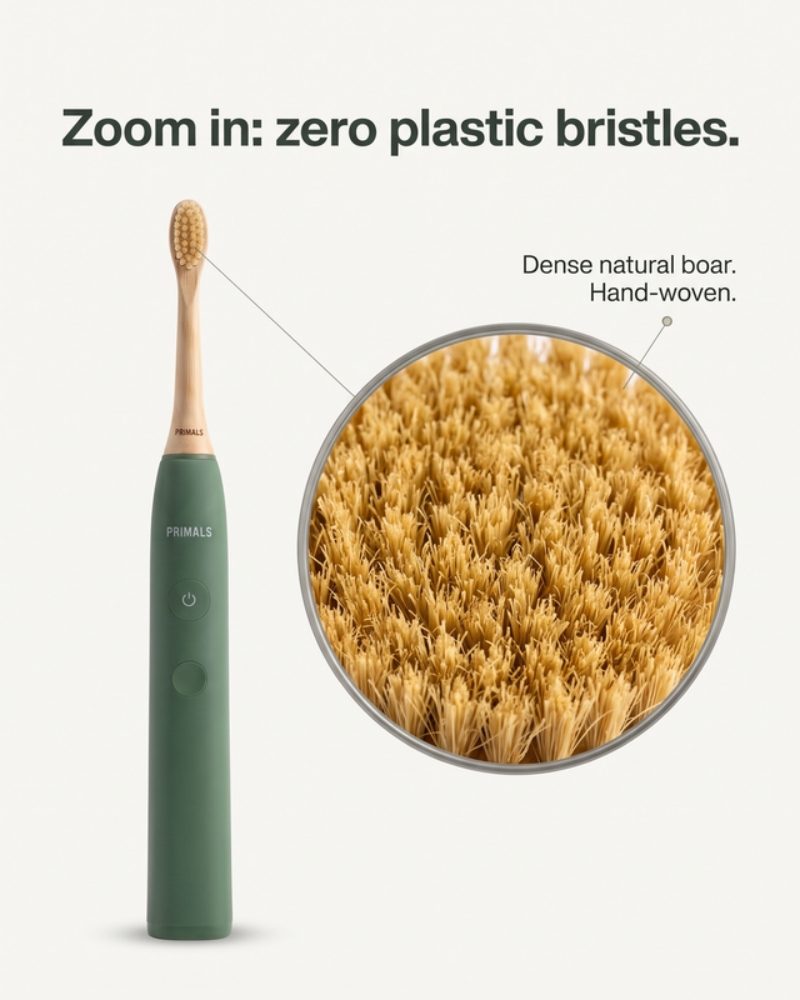 Zoom in: zero plastic bristles.
Dense natural boar.
Hand-woven.
PRIMALS
PRIMALS